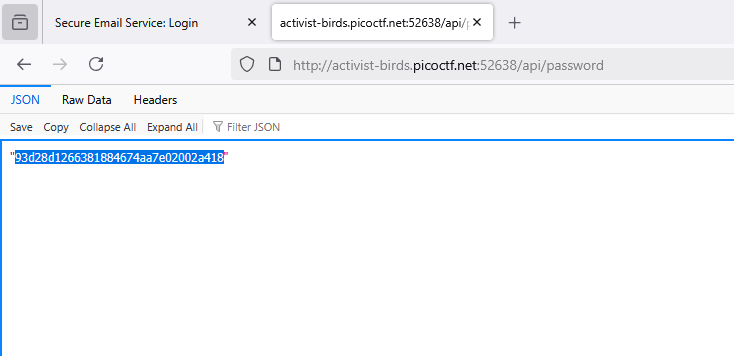 Secure Email Service: Login
activist-birds.picoctf.net:52638/api/
http://activist-birds.picoctf.net:52638/api/password
JSON Raw Data Headers
Save Copy Collapse All Expand All Filter JSON
"93d28d1266381884674aa7e02002a418"